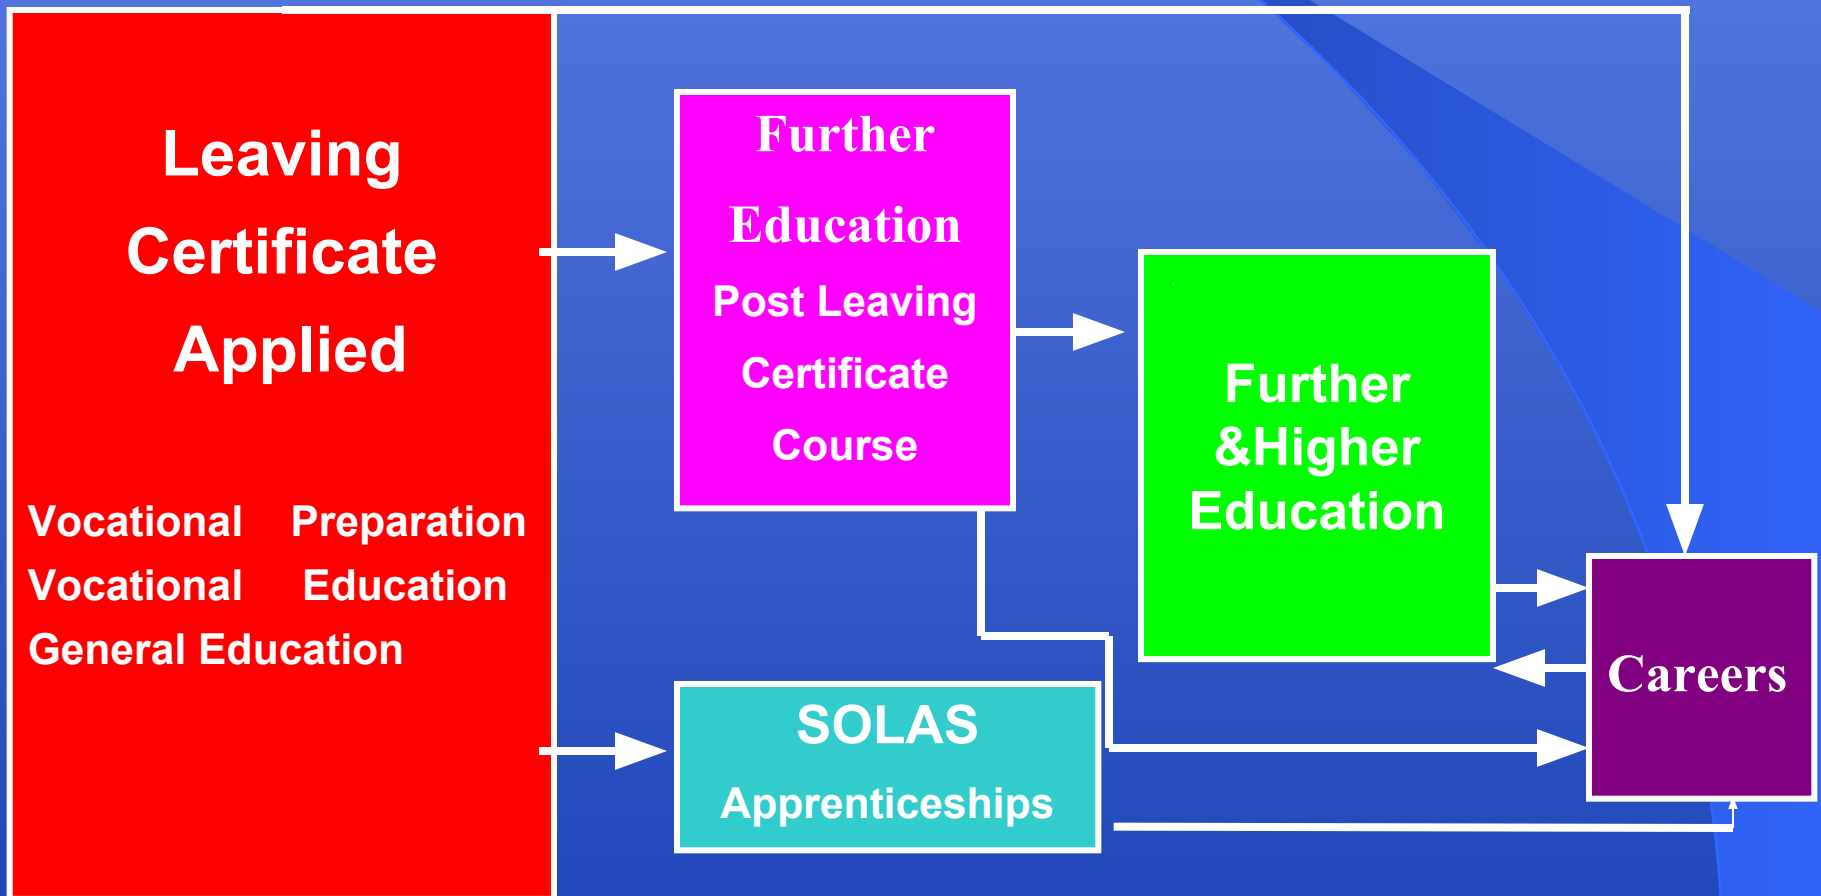 Leaving
Certificate
Applied
Vocational Preparation
Vocational Education
General Education
Further
Education
Post Leaving
Certificate
Course
SOLAS
Apprenticeships
Further
&Higher
Education
Careers